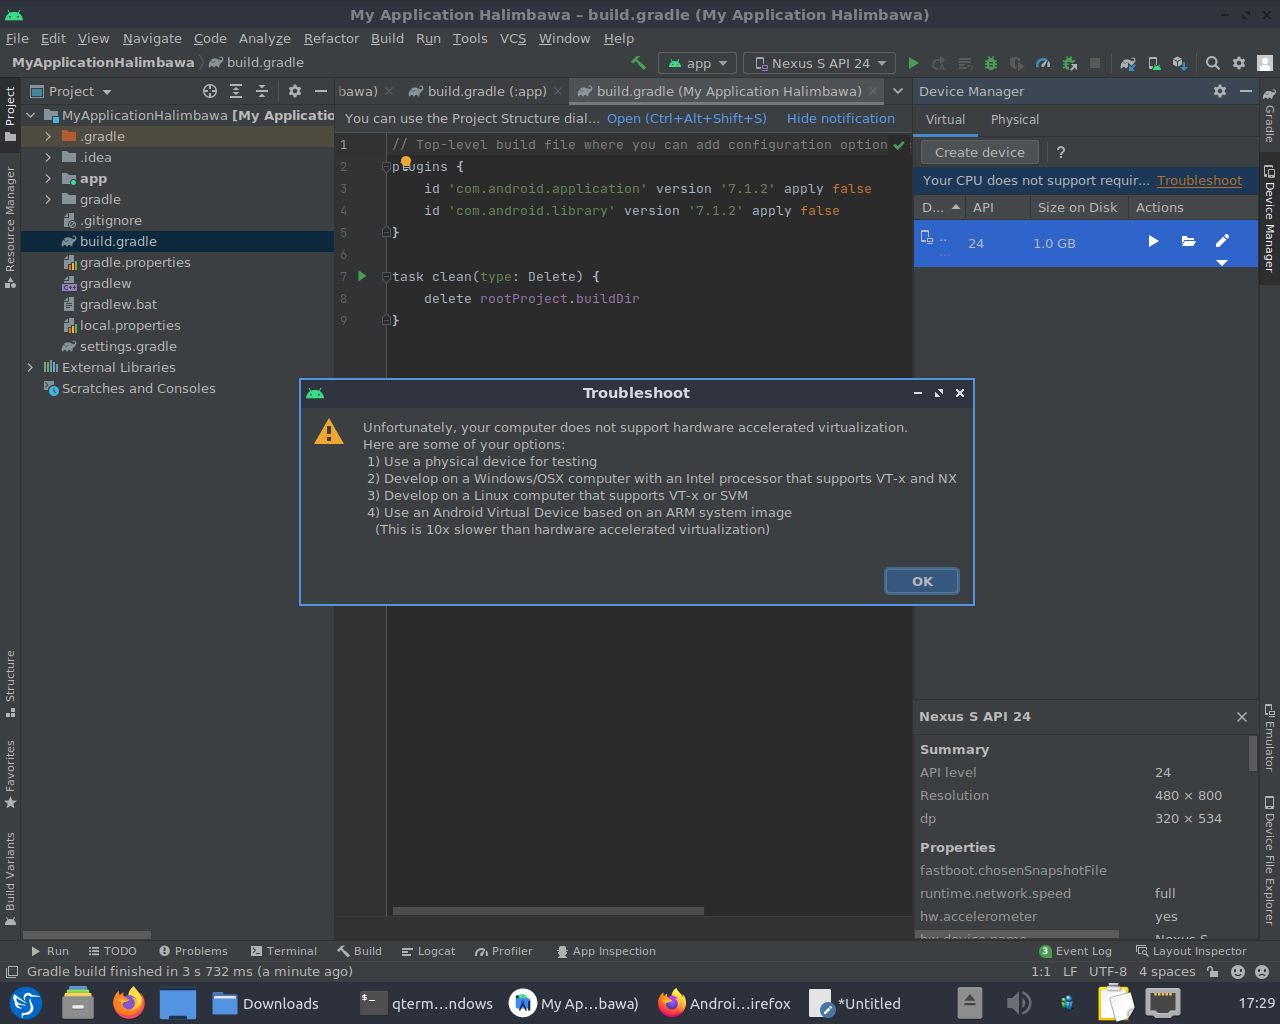 My Application Halimbawa – build.gradle (My Application Halimbawa)
File Edit View Navigate Code Analyze Refactor Build Run Tools VCS Window Help
MyApplicationHalimbawa build.gradle
app Nexus S API 24
Project
bawa) build.gradle (:app) build.gradle (My Application Halimbawa)
Device Manager
You can use the Project Structure dial... Open (Ctrl+Alt+Shift+S) Hide notification
Virtual Physical
Create device ?
Your CPU does not support requir... Troubleshoot
D... API Size on Disk Actions
.. 24 1.0 GB
...
MyApplicationHalimbawa [My Applicatio
.gradle
.idea
app
gradle
.gitignore
build.gradle
gradle.properties
gradlew
gradlew.bat
local.properties
settings.gradle
External Libraries
Scratches and Consoles
1 // Top-level build file where you can add configuration option
2 plugins {
3 id 'com.android.application' version '7.1.2' apply false
4 id 'com.android.library' version '7.1.2' apply false
5 }
6
7 task clean(type: Delete) {
8 delete rootProject.buildDir
9 }
Troubleshoot
Unfortunately, your computer does not support hardware accelerated virtualization.
Here are some of your options:
1) Use a physical device for testing
2) Develop on a Windows/OSX computer with an Intel processor that supports VT-x and NX
3) Develop on a Linux computer that supports VT-x or SVM
4) Use an Android Virtual Device based on an ARM system image
(This is 10x slower than hardware accelerated virtualization)
OK
Nexus S API 24
Summary
API level 24
Resolution 480 × 800
dp 320 × 534
Properties
fastboot.chosenSnapshotFile
runtime.network.speed full
hw.accelerometer yes
hw.device.name Nexus S
Project
Resource Manager
Structure
Favorites
Build Variants
Gradle
Device Manager
Emulator
Device File Explorer
Run TODO Problems Terminal Build Logcat Profiler App Inspection
3 Event Log Layout Inspector
Gradle build finished in 3 s 732 ms (a minute ago)
1:1 LF UTF-8 4 spaces
Downloads
qterm...ndows
My Ap...bawa)
Androi...irefox
*Untitled
17:29